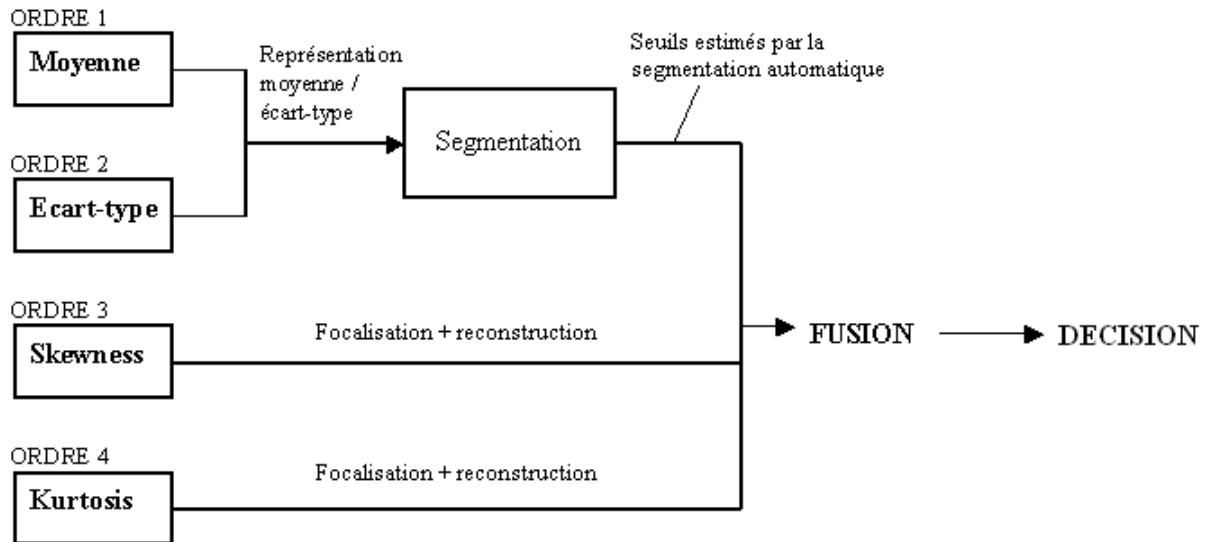 ORDRE 1
Moyenne
Représentation
moyenne /
écart-type
Seuils estimés par la
segmentation automatique
Segmentation
ORDRE 2
Ecart-type
ORDRE 3
Skewness
Focalisation + reconstruction
FUSION
DECISION
ORDRE 4
Kurtosis
Focalisation + reconstruction